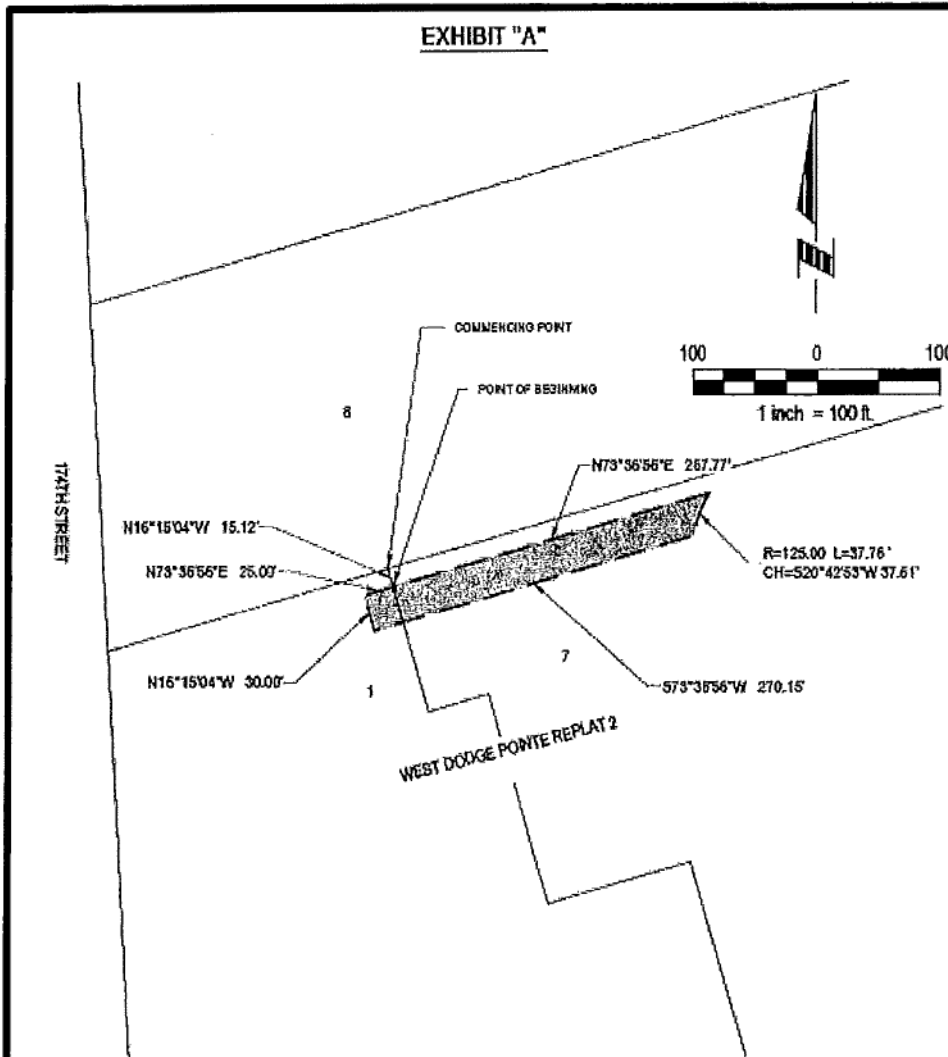 EXHIBIT "A"
COMMENCING POINT
100 0 100
POINT OF BEGINNING
1 inch = 100 ft.
8
174TH STREET
N73°36'56"E 267.77'
N16°15'04"W 15.12'
R=125.00 L=37.76'
N73°36'56"E 25.00'
CH=S20°42'53"W 37.61'
7
N16°15'04"W 30.00'
1
S73°36'56"W 270.15'
WEST DODGE POINTE REPLAT 2